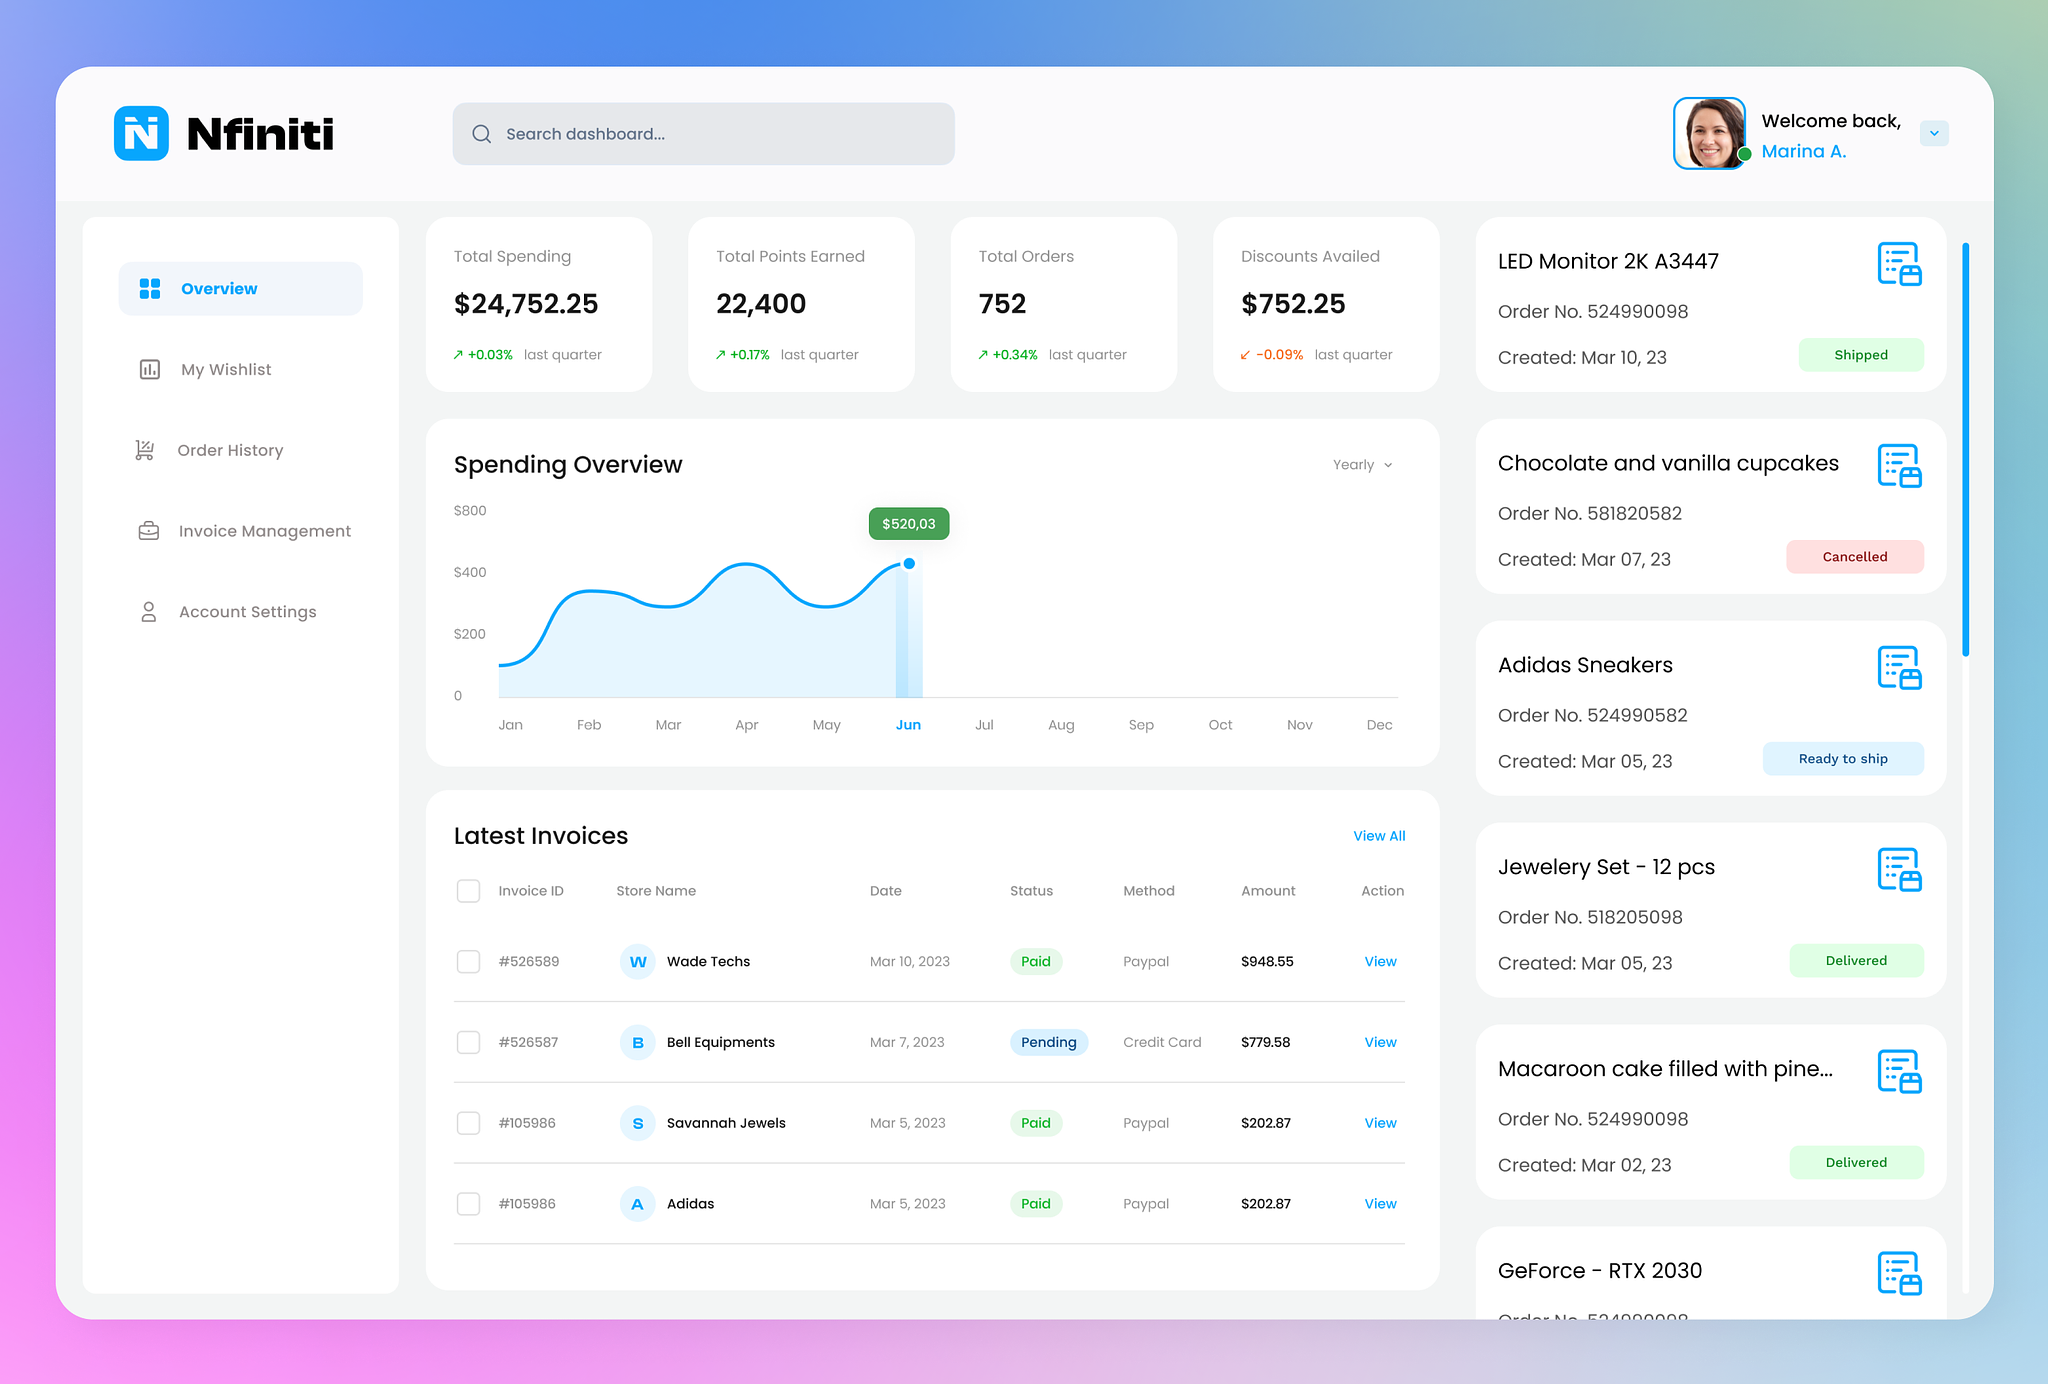 Nfiniti
Search dashboard...
Welcome back,
Marina A.
Overview
My Wishlist
Order History
Invoice Management
Account Settings
Total Spending
$24,752.25
+0.03% last quarter
Total Points Earned
22,400
+0.17% last quarter
Total Orders
752
+0.34% last quarter
Discounts Availed
$752.25
-0.09% last quarter
Spending Overview
Yearly
$800
$400
$200
0
$520,03
Jan Feb Mar Apr May Jun Jul Aug Sep Oct Nov Dec
Latest Invoices
View All
Invoice ID Store Name Date Status Method Amount Action
#526589 W Wade Techs Mar 10, 2023 Paid Paypal $948.55 View
#526587 B Bell Equipments Mar 7, 2023 Pending Credit Card $779.58 View
#105986 S Savannah Jewels Mar 5, 2023 Paid Paypal $202.87 View
#105986 A Adidas Mar 5, 2023 Paid Paypal $202.87 View
LED Monitor 2K A3447
Order No. 524990098
Created: Mar 10, 23
Shipped
Chocolate and vanilla cupcakes
Order No. 581820582
Created: Mar 07, 23
Cancelled
Adidas Sneakers
Order No. 524990582
Created: Mar 05, 23
Ready to ship
Jewelery Set - 12 pcs
Order No. 518205098
Created: Mar 05, 23
Delivered
Macaroon cake filled with pine...
Order No. 524990098
Created: Mar 02, 23
Delivered
GeForce - RTX 2030
Order No. 524990098